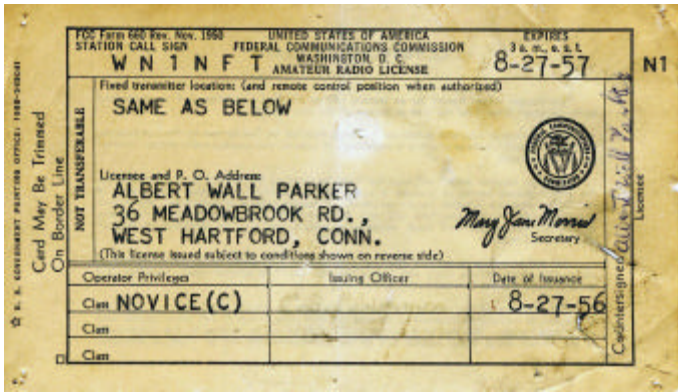 FCC Form 660 Rev. Nov. 1950
UNITED STATES OF AMERICA
EXPIRES
STATION CALL SIGN
FEDERAL COMMUNICATIONS COMMISSION
3 a. m., e. s. t.
WN1NFT
WASHINGTON, D. C.
8-27-57
N1
AMATEUR RADIO LICENSE
Fixed transmitter location: (and remote control position when authorized)
SAME AS BELOW
NOT TRANSFERABLE
Licensee and P. O. Address:
ALBERT WALL PARKER
36 MEADOWBROOK RD.,
WEST HARTFORD, CONN.
Mary Jane Morris
Secretary
(This license issued subject to conditions shown on reverse side)
Operator Privileges
Issuing Officer
Date of Issuance
Class NOVICE(C)
8-27-56
Class
Class
Card May Be Trimmed
On Border Line
U. S. GOVERNMENT PRINTING OFFICE:
Countersigned
Licensee